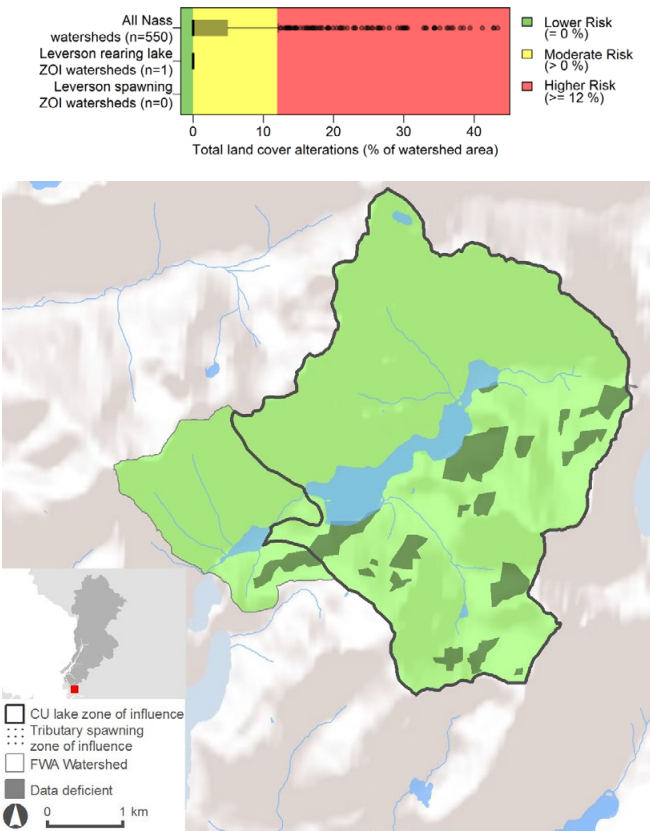 All Nass
watersheds (n=550)
Leverson rearing lake
ZOI watersheds (n=1)
Leverson spawning
ZOI watersheds (n=0)
0 10 20 30 40
Total land cover alterations (% of watershed area)
Lower Risk
(= 0 %)
Moderate Risk
(> 0 %)
Higher Risk
(>= 12 %)
CU lake zone of influence
Tributary spawning
zone of influence
FWA Watershed
Data deficient
0 1 km